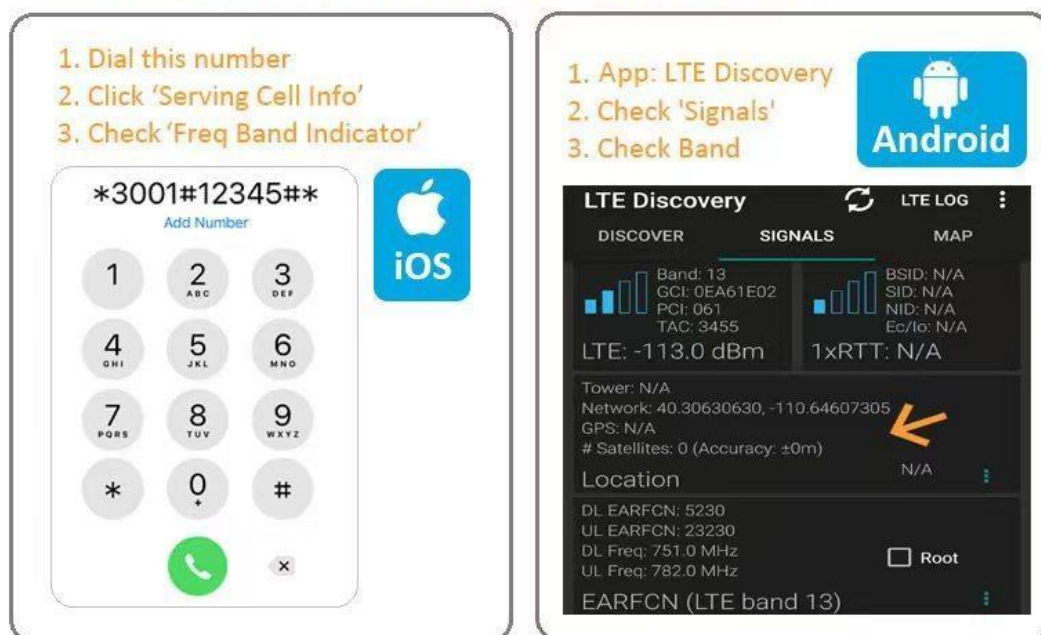 1. Dial this number
2. Click ‘Serving Cell Info’
3. Check ‘Freq Band Indicator’
*3001#12345#*
Add Number
1
2
ABC
3
DEF
4
GHI
5
JKL
6
MNO
7
PQRS
8
TUV
9
WXYZ
*
0
+
#
iOS
1. App: LTE Discovery
2. Check 'Signals'
3. Check Band
Android
LTE Discovery
LTE LOG
DISCOVER
SIGNALS
MAP
Band: 13
GCI: 0EA61E02
PCI: 061
TAC: 3455
LTE: -113.0 dBm
BSID: N/A
SID: N/A
NID: N/A
Ec/Io: N/A
1xRTT: N/A
Tower: N/A
Network: 40.30630630, -110.64607305
GPS: N/A
# Satellites: 0 (Accuracy: ±0m)
N/A
Location
DL EARFCN: 5230
UL EARFCN: 23230
DL Freq: 751.0 MHz
UL Freq: 782.0 MHz
Root
EARFCN (LTE band 13)